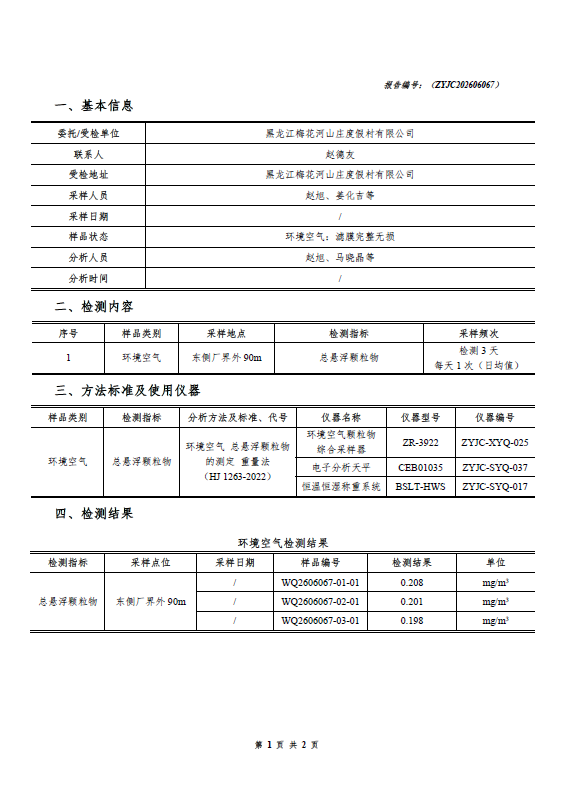 报告编号:(ZYJC202606067)
一、基本信息
委托/受检单位 黑龙江梅花河山庄度假村有限公司
联系人 赵德友
受检地址 黑龙江梅花河山庄度假村有限公司
采样人员 赵旭、姜化吉等
采样日期 /
样品状态 环境空气：滤膜完整无损
分析人员 赵旭、马晓晶等
分析时间 /
二、检测内容
序号 样品类别 采样地点 检测指标 采样频次
1 环境空气 东侧厂界外 90m 总悬浮颗粒物 检测 3 天
每天 1 次（日均值）
三、方法标准及使用仪器
样品类别 检测指标 分析方法及标准、代号 仪器名称 仪器型号 仪器编号
环境空气 总悬浮颗粒物 环境空气 总悬浮颗粒物
的测定 重量法
（HJ 1263-2022）
环境空气颗粒物
综合采样器 ZR-3922 ZYJC-XYQ-025
电子分析天平 CEB01035 ZYJC-SYQ-037
恒温恒湿称重系统 BSLT-HWS ZYJC-SYQ-017
四、检测结果
环境空气检测结果
检测指标 采样点位 采样日期 样品编号 检测结果 单位
总悬浮颗粒物 东侧厂界外 90m / WQ2606067-01-01 0.208 mg/m³
/ WQ2606067-02-01 0.201 mg/m³
/ WQ2606067-03-01 0.198 mg/m³
第 1 页 共 2 页